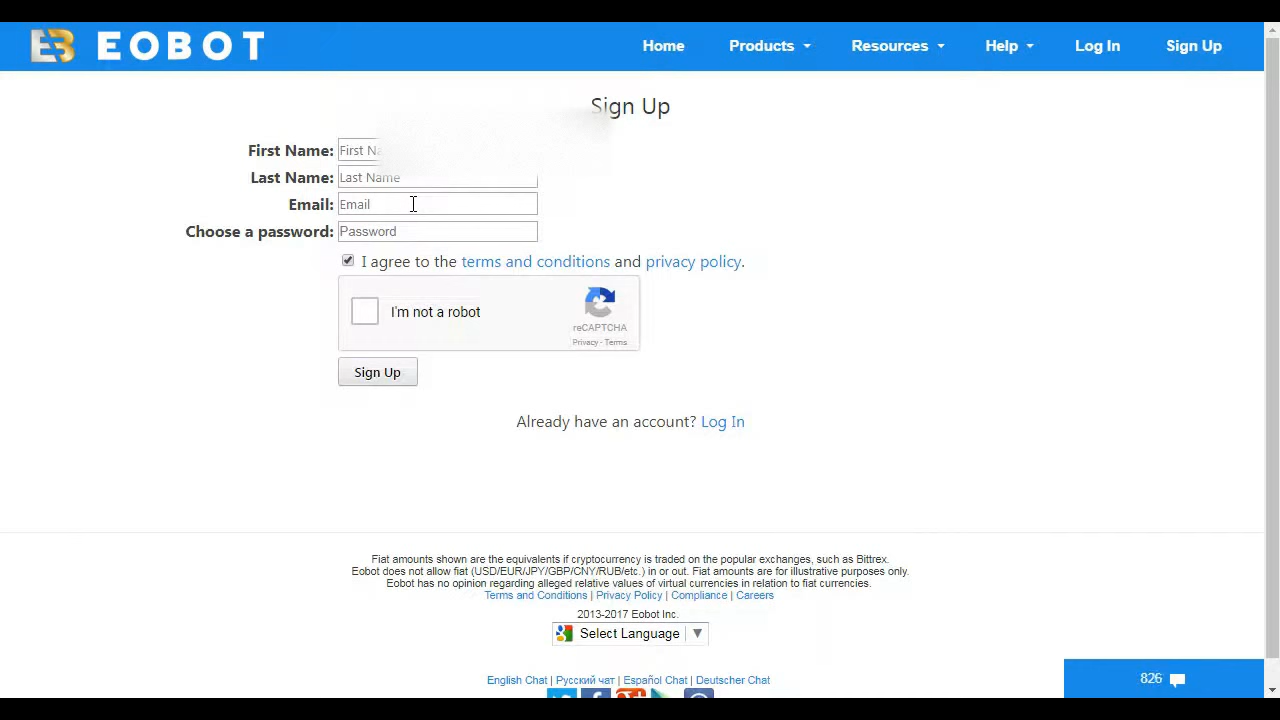 EOBOT
Home Products Resources Help Log In Sign Up
Sign Up
First Name: First Na
Last Name: Last Name
Email: Email
Choose a password: Password
I agree to the terms and conditions and privacy policy.
I'm not a robot
reCAPTCHA
Privacy - Terms
Sign Up
Already have an account? Log In
Fiat amounts shown are the equivalents if cryptocurrency is traded on the popular exchanges, such as Bittrex.
Eobot does not allow fiat (USD/EUR/JPY/GBP/CNY/RUB/etc.) in or out. Fiat amounts are for illustrative purposes only.
Eobot has no opinion regarding alleged relative values of virtual currencies in relation to fiat currencies.
Terms and Conditions | Privacy Policy | Compliance | Careers
2013-2017 Eobot Inc.
Select Language
English Chat | Русский чат | Español Chat | Deutscher Chat
826